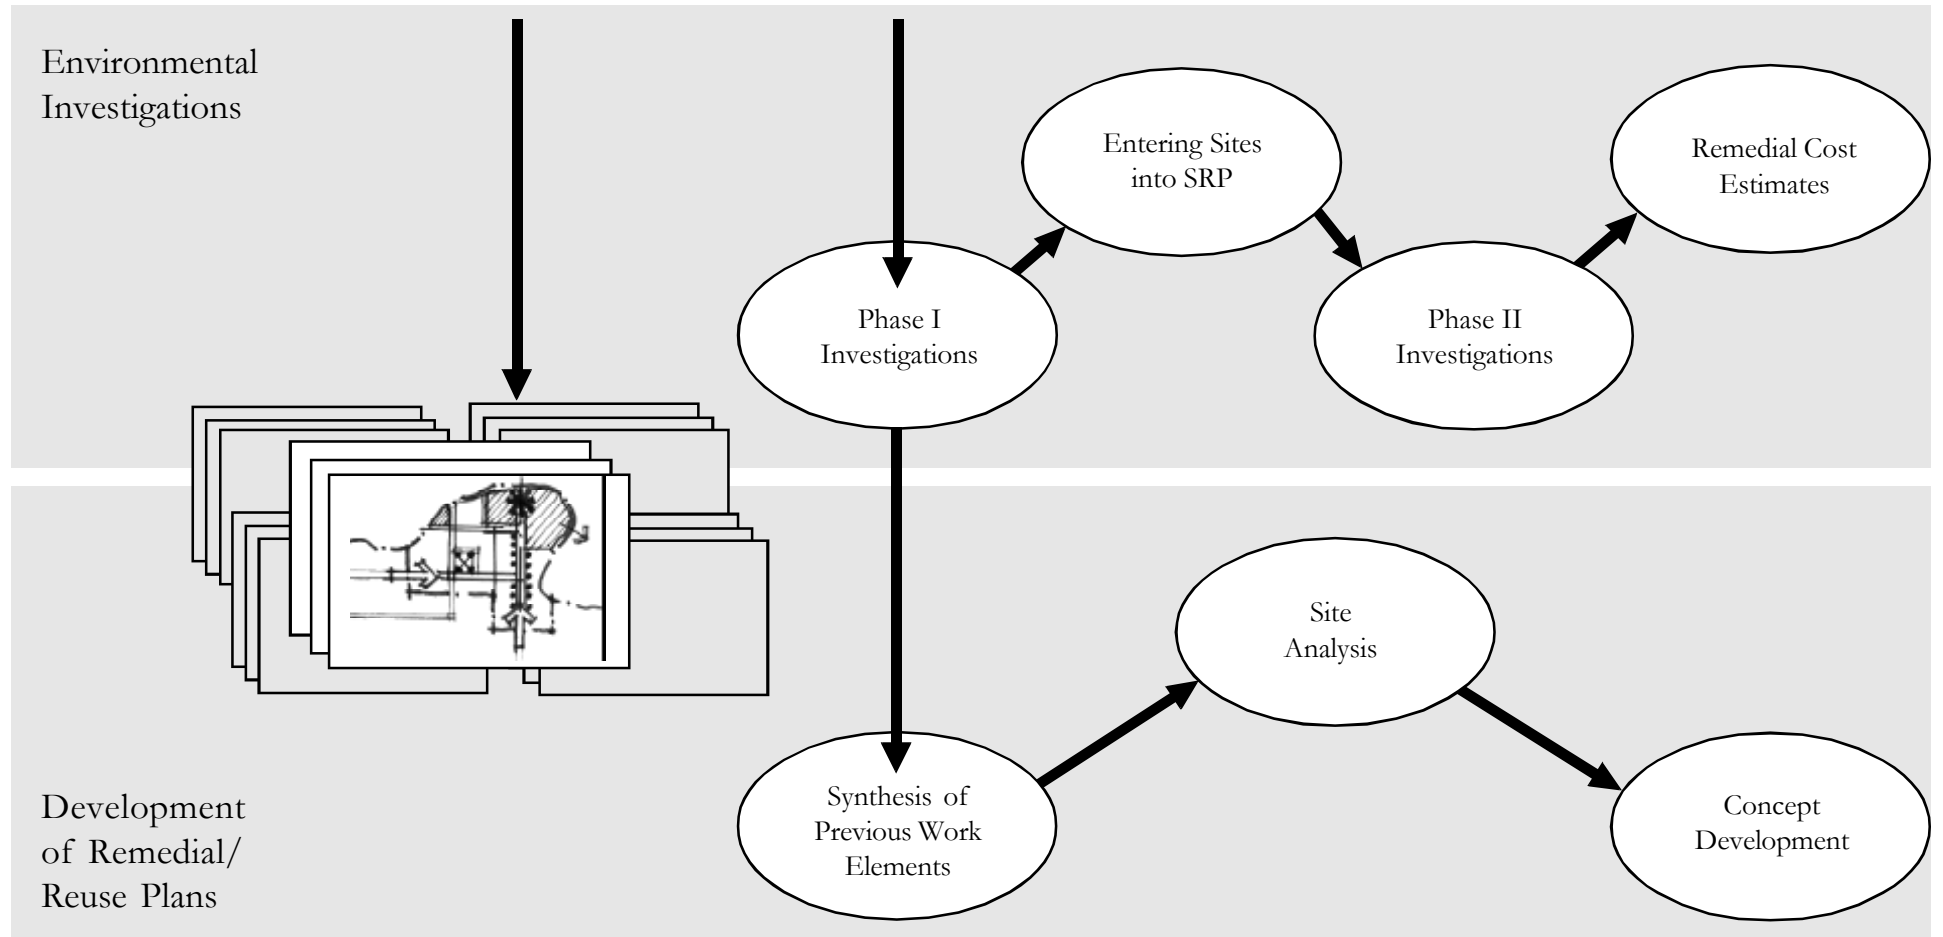 Environmental
Investigations
Entering Sites
into SRP
Remedial Cost
Estimates
Phase I
Investigations
Phase II
Investigations
Site
Analysis
Development
of Remedial/
Reuse Plans
Synthesis of
Previous Work
Elements
Concept
Development